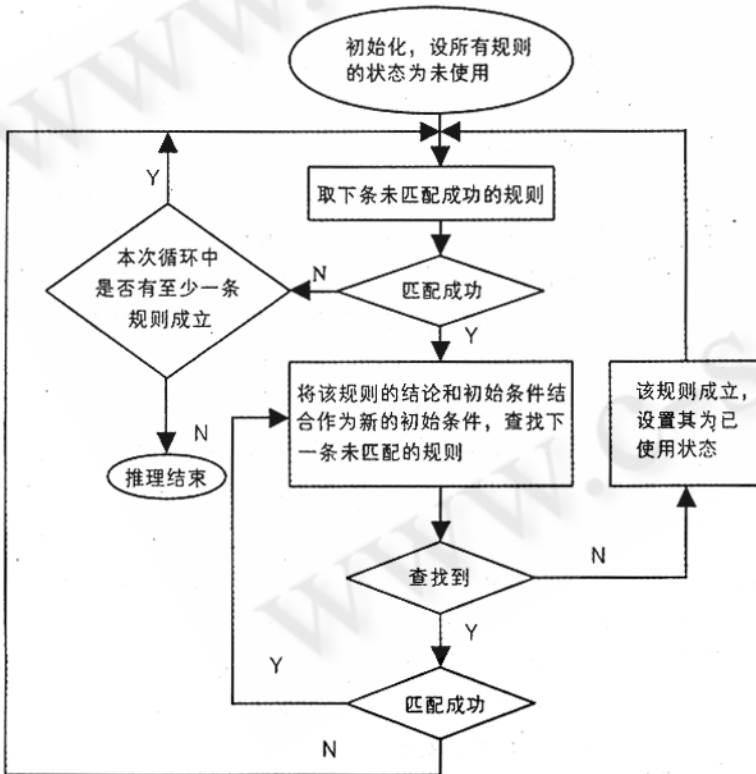 初始化，设所有规则
的状态为未使用
Y
取下条未匹配成功的规则
本次循环中
是否有至少一条
规则成立
N
匹配成功
Y
将该规则的结论和初始条件结
合作为新的初始条件，查找下
一条未匹配的规则
该规则成立，
设置其为已
使用状态
N
推理结束
查找到
N
Y
Y
匹配成功
N
www.c
www.c.s